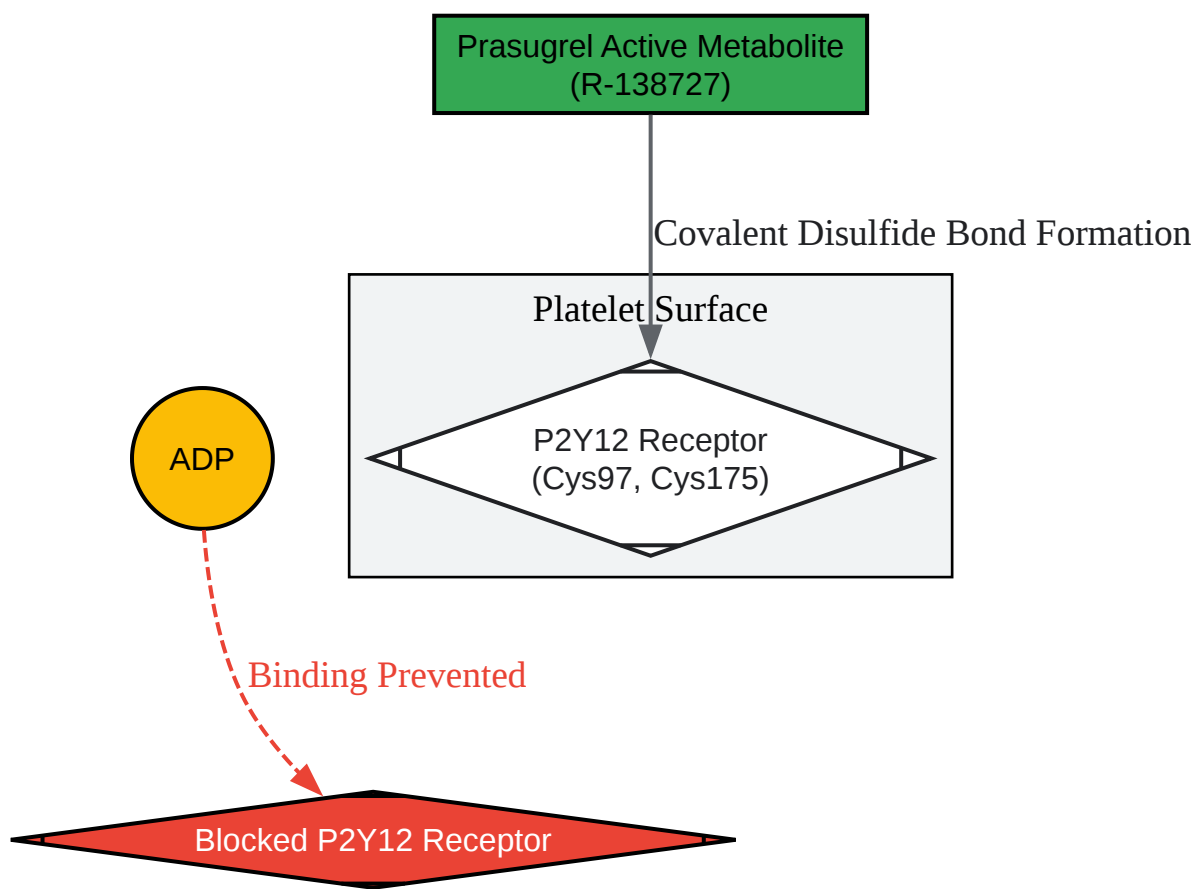 Prasugrel Active Metabolite
(R-138727)
Covalent Disulfide Bond Formation
Platelet Surface
P2Y12 Receptor
(Cys97, Cys175)
ADP
Binding Prevented
Blocked P2Y12 Receptor